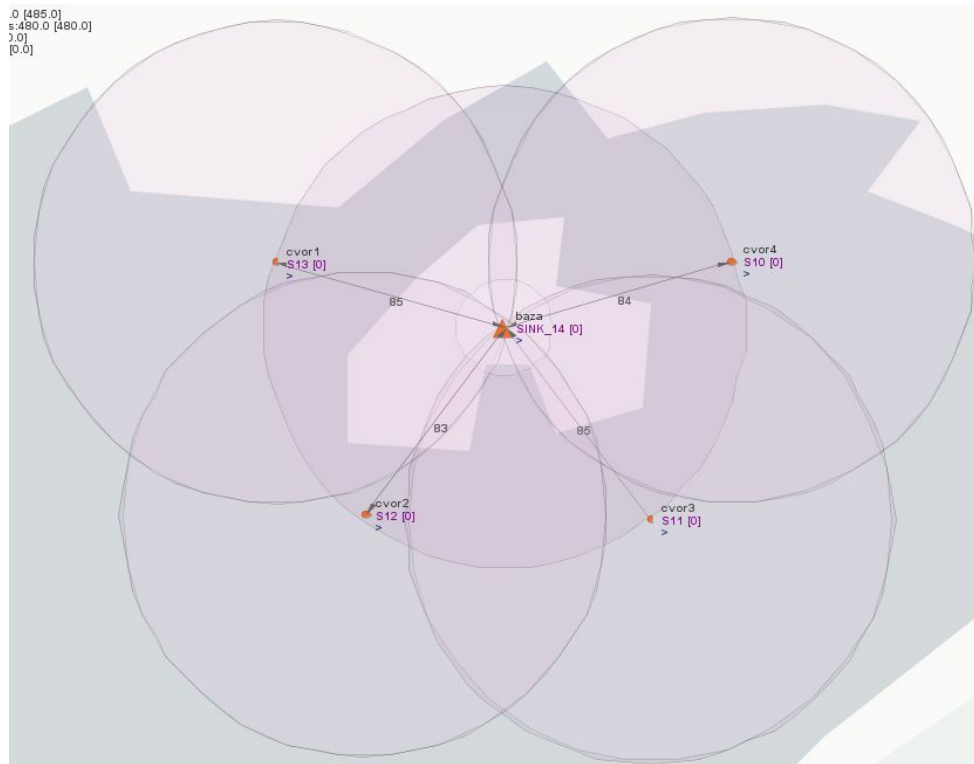 .0 [485.0]
s:480.0 [480.0]
0.0]
[0.0]
cvor1
S13 [0]
>
cvor4
S10 [0]
>
85
84
baza
SINK_14 [0]
>
83
85
cvor2
S12 [0]
>
cvor3
S11 [0]
>